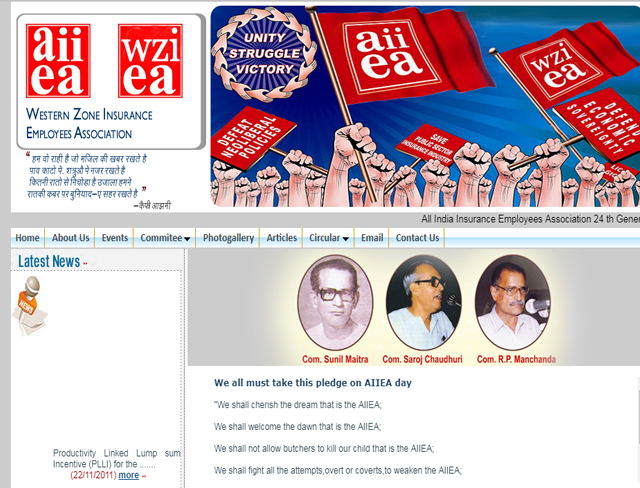 aii
ea
wzi
ea
WESTERN ZONE INSURANCE
EMPLOYEES ASSOCIATION
" हम वो राही है जो मंजिल की खबर रखते है
पाव काटो पे, शत्रुओ पे नजर रखते है
कितनी रातो से निचोडा है उजाला हमने
रातकी कबर पर बुनियाद-ए सहर रखते है "
UNITY
STRUGGLE
VICTORY
aii
ea
wzi
ea
DEFEAT
NEOLIBERAL
POLICIES
SAVE
PUBLIC SECTOR
INSURANCE INDUSTRY
ECONOMIC
SOVEREIGNTY
All India Insurance Employees Association 24 th Gener
Home About Us Events Commitee Photogallery Articles Circular Email Contact Us
Latest News
NEWS
Productivity Linked Lump sum
Incentive (PLLI) for the .......
(22/11/2011) more
Com. Sunil Maitra Com. Saroj Chaudhuri Com. R.P. Manchanda
We all must take this pledge on AIIEA day
"We shall cherish the dream that is the AIIEA;
We shall welcome the dawn that is the AIIEA;
We shall not allow butchers to kill our child that is the AIIEA;
We shall fight all the attempts,overt or coverts,to weaken the AIIEA;